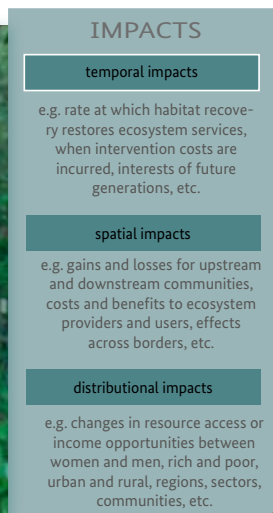 IMPACTS
temporal impacts
e.g. rate at which habitat recove-
ry restores ecosystem services,
when intervention costs are
incurred, interests of future
generations, etc.
spatial impacts
e.g. gains and losses for upstream
and downstream communities,
costs and benefits to ecosystem
providers and users, effects
across borders, etc.
distributional impacts
e.g. changes in resource access or
income opportunities between
women and men, rich and poor,
urban and rural, regions, sectors,
communities, etc.